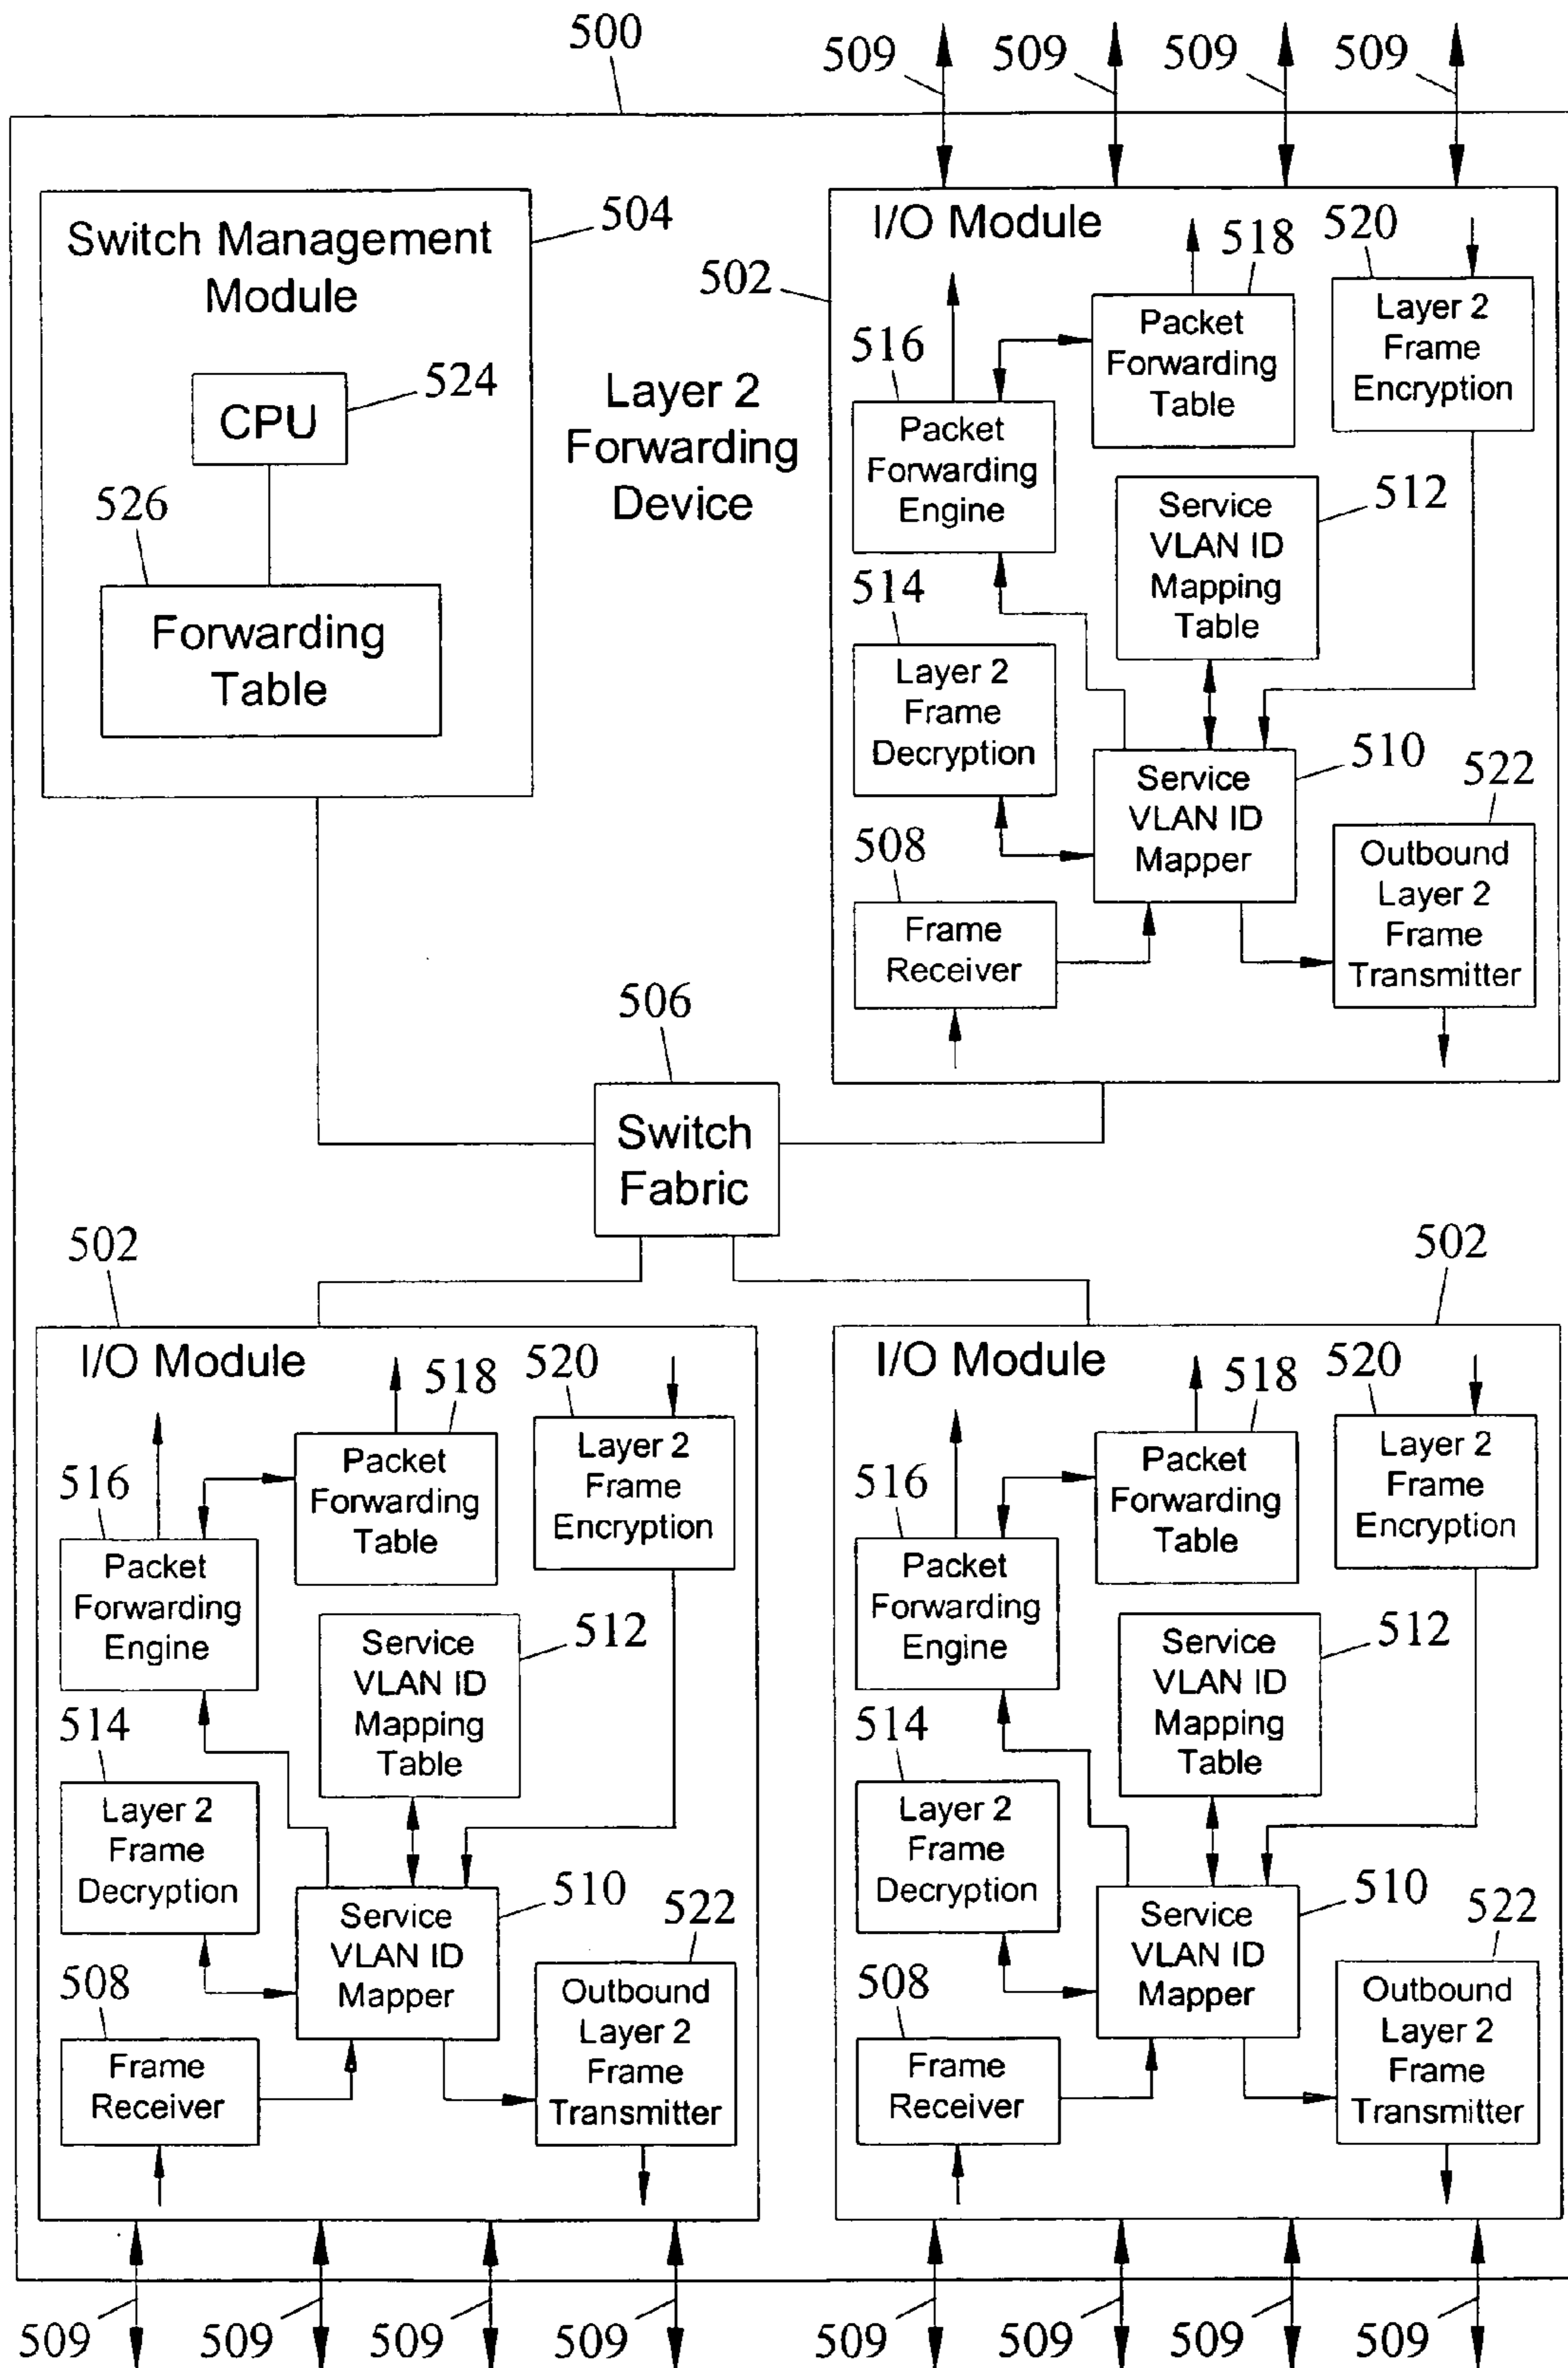 500
509
509
509
509
504
Switch Management
Module
524
CPU
526
Forwarding
Table
Layer 2
Forwarding
Device
502
I/O Module
518
520
Packet
Forwarding
Table
Layer 2
Frame
Encryption
516
Packet
Forwarding
Engine
512
Service
VLAN ID
Mapping
Table
514
Layer 2
Frame
Decryption
510
Service
VLAN ID
Mapper
522
Outbound
Layer 2
Frame
Transmitter
508
Frame
Receiver
506
Switch
Fabric
502
I/O Module
518
520
Packet
Forwarding
Table
Layer 2
Frame
Encryption
516
Packet
Forwarding
Engine
512
Service
VLAN ID
Mapping
Table
514
Layer 2
Frame
Decryption
510
Service
VLAN ID
Mapper
522
Outbound
Layer 2
Frame
Transmitter
508
Frame
Receiver
509
509
509
509
502
I/O Module
518
520
Packet
Forwarding
Table
Layer 2
Frame
Encryption
516
Packet
Forwarding
Engine
512
Service
VLAN ID
Mapping
Table
514
Layer 2
Frame
Decryption
510
Service
VLAN ID
Mapper
522
Outbound
Layer 2
Frame
Transmitter
508
Frame
Receiver
509
509
509
509